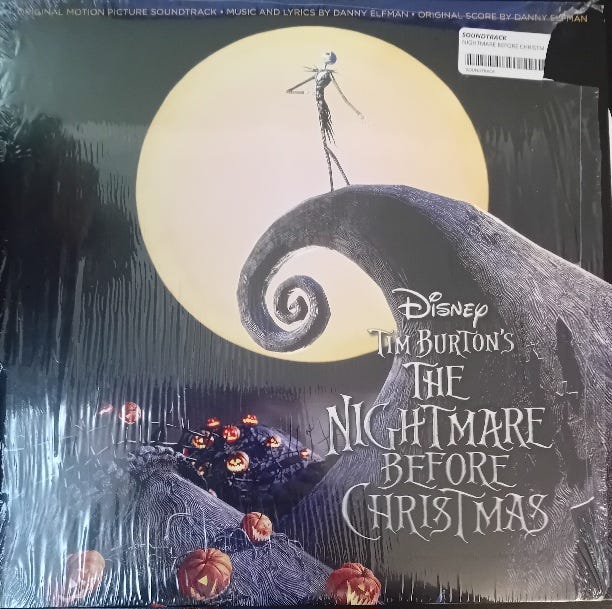 ORIGINAL MOTION PICTURE SOUNDTRACK • MUSIC AND LYRICS BY DANNY ELFMAN • ORIGINAL SCORE BY DANNY ELFMAN
SOUNDTRACK
NIGHTMARE BEFORE
SOUNDTRACK
Disney
TIM BURTON'S
THE
NIGHTMARE
BEFORE
CHRISTMAS